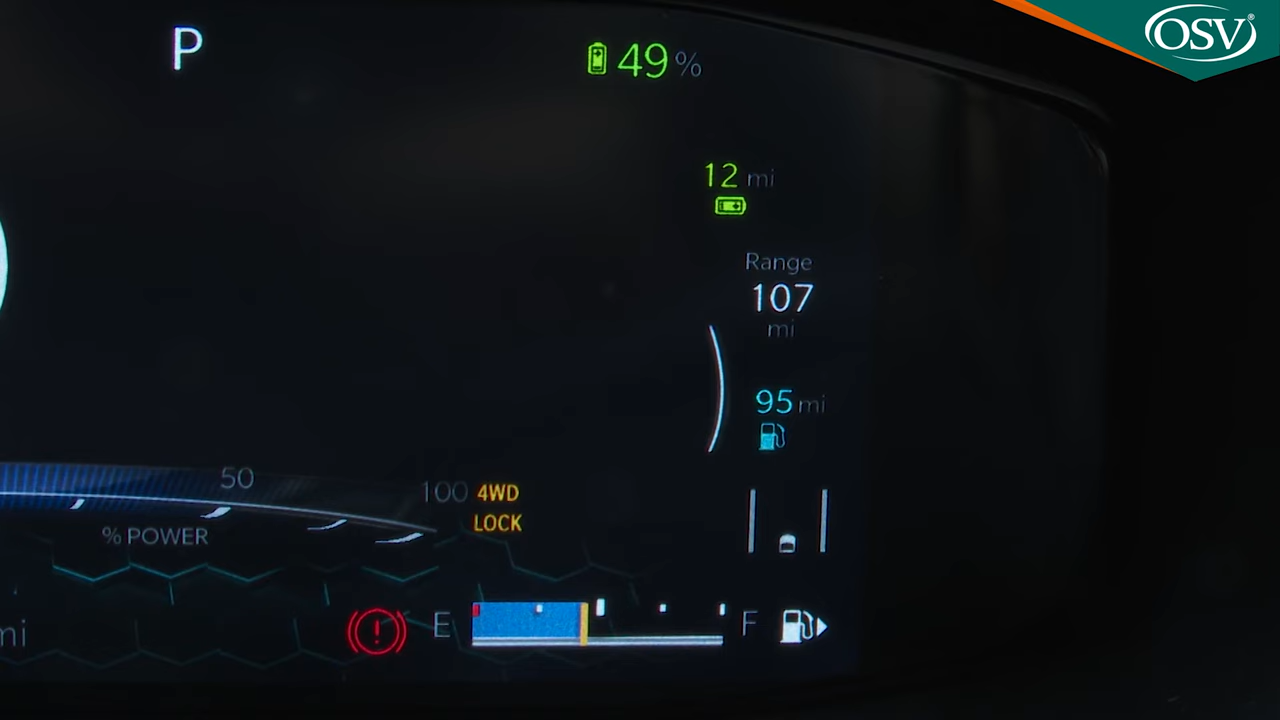 P
49 %
OSV®
12 mi
Range
107
mi
95 mi
50
100
4WD
LOCK
% POWER
mi
E
F